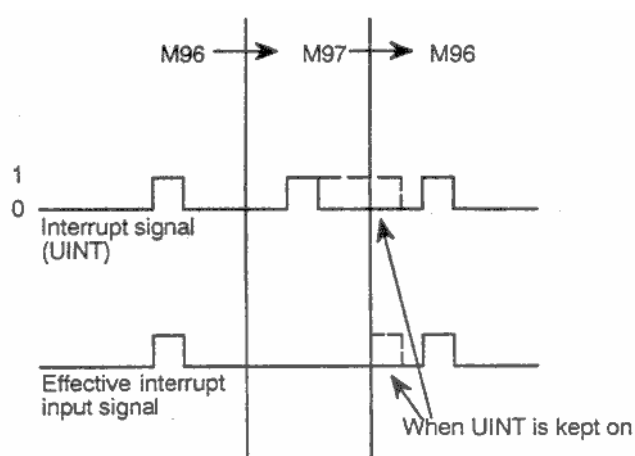 M96 M97 M96
1
0
Interrupt signal
(UINT)
Effective interrupt
input signal
When UINT is kept on